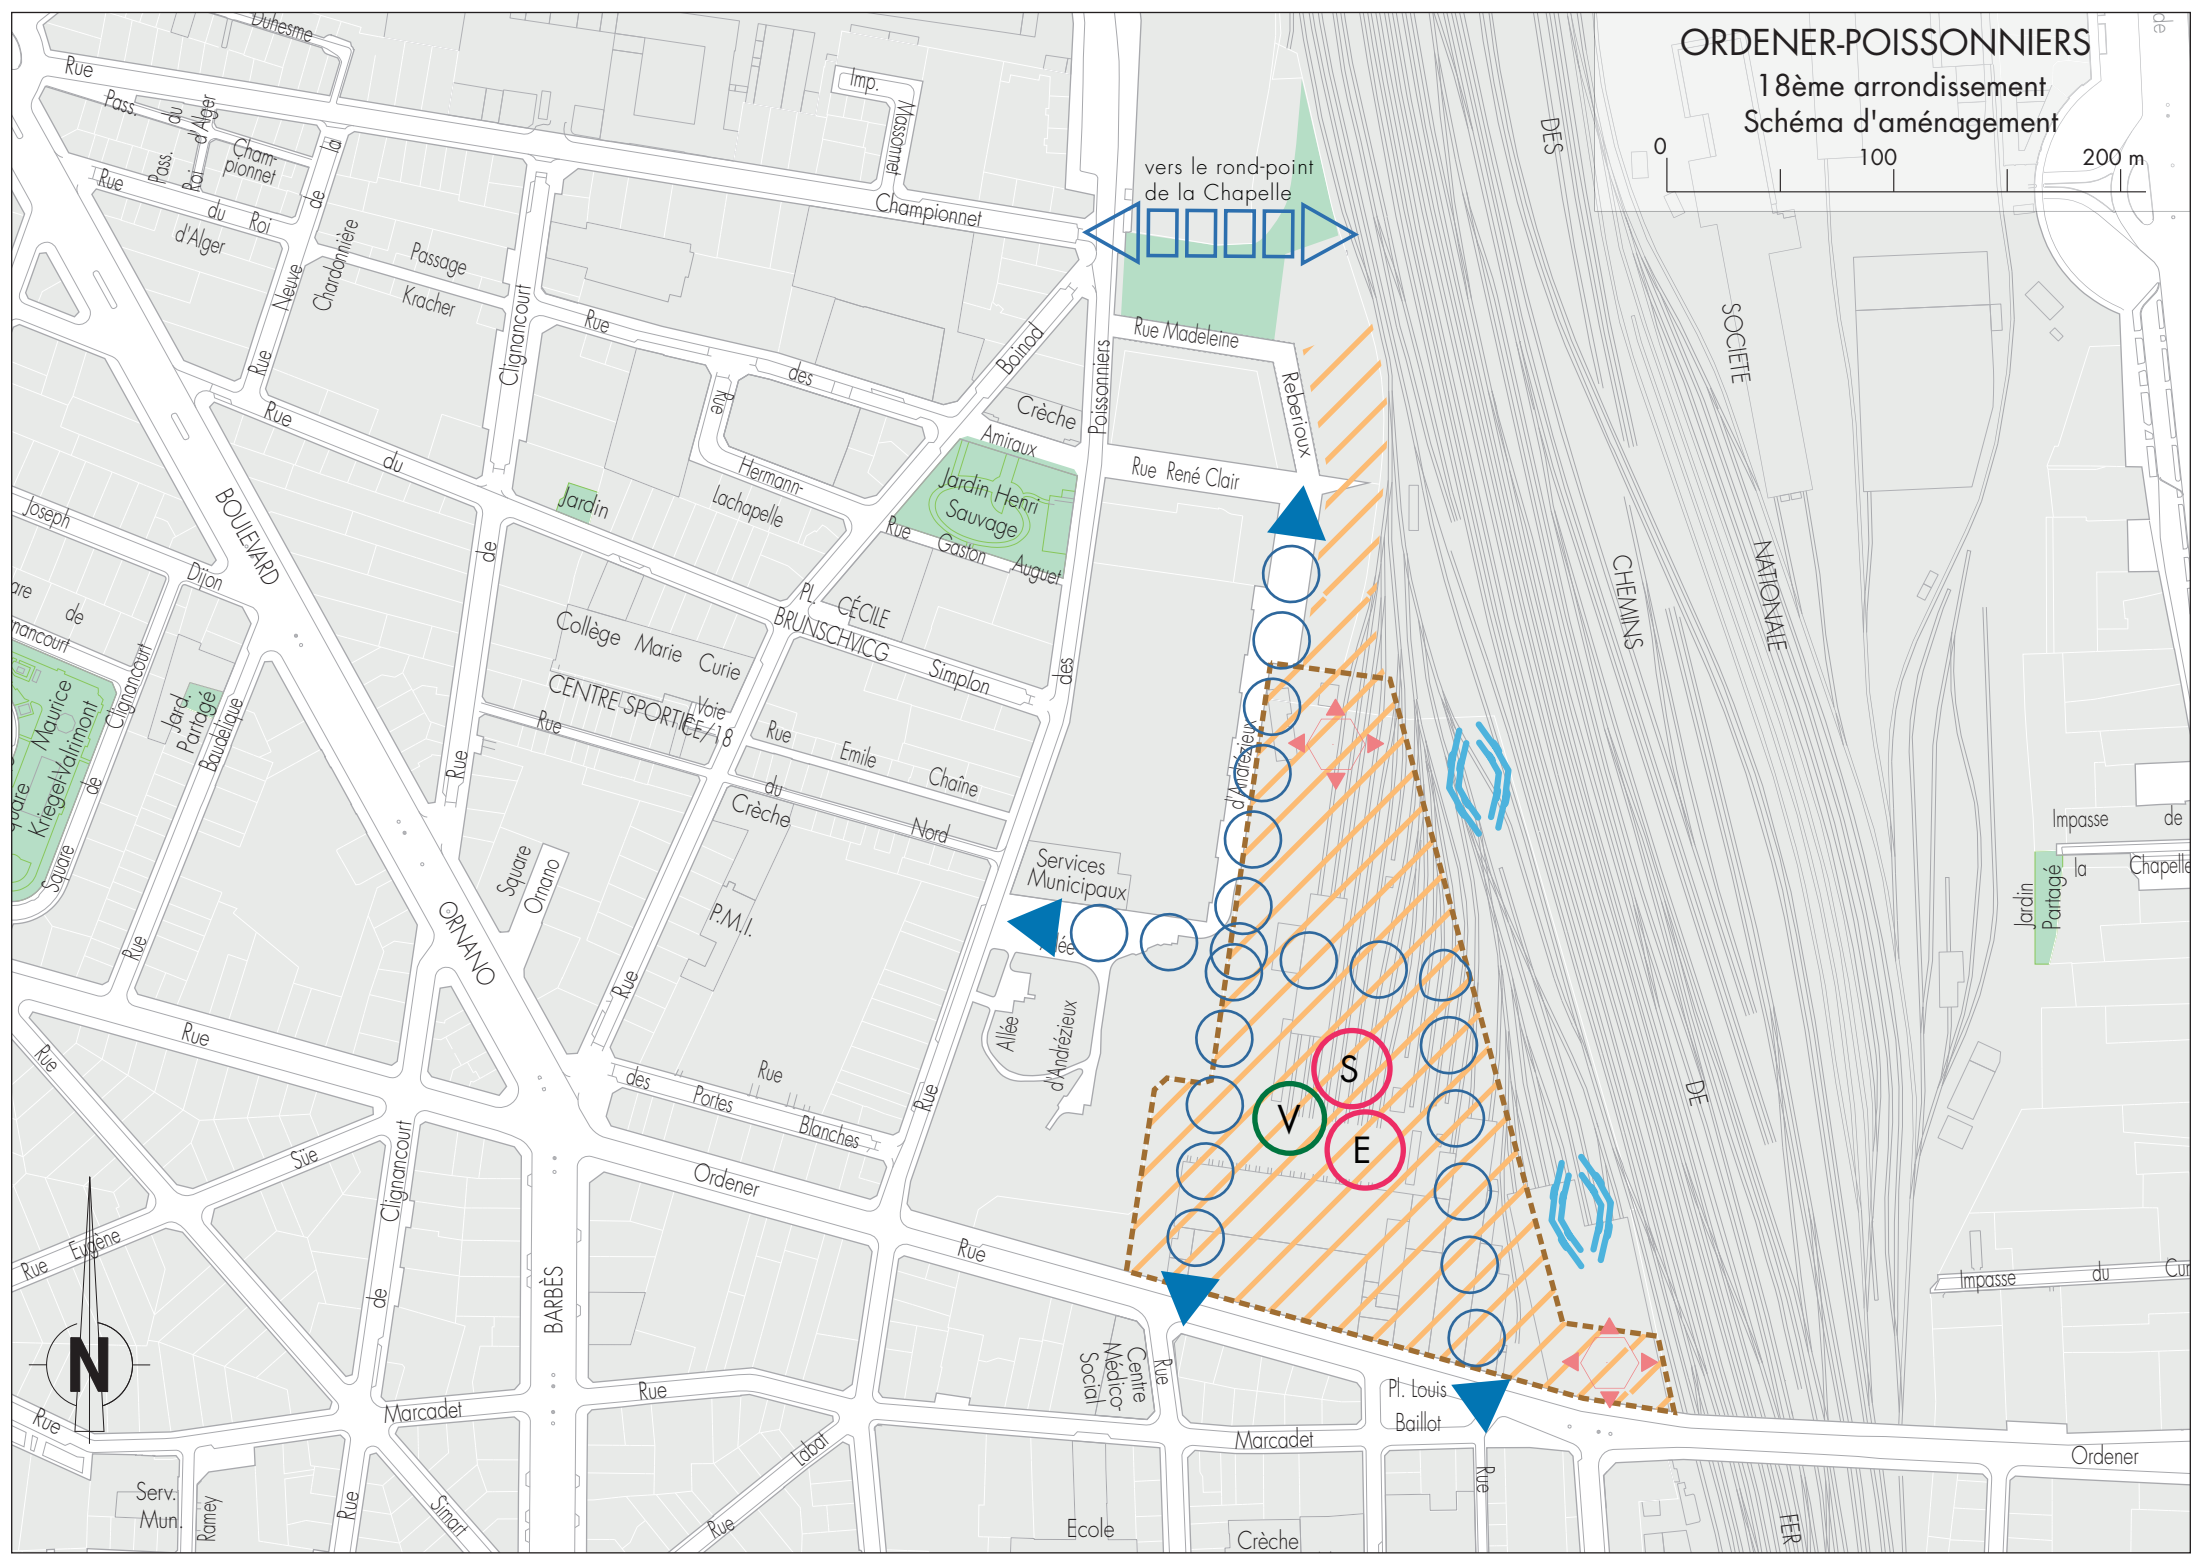 ORDENER-POISSONNIERS
18ème arrondissement
Schéma d'aménagement
0
100
200 m
vers le rond-point
de la Chapelle
Duhesme
Rue
Pass.
du
Roi
d'Alger
Pass.
Cham-
pionnet
Rue
du
Roi
d'Alger
Rue
Neuve
de
la
Chardonnière
Passage
Kracher
Clignancourt
Imp.
Massonnet
Championnet
Rue
des
Boinod
Poissonniers
Rue Madeleine
Reberioux
Crèche
Amiraux
Rue René Clair
Rue
Hermann-
Lachapelle
Jardin Henri
Sauvage
Rue
Gaston
Auguet
Rue
du
Jardin
BOULEVARD
Joseph
Dijon
de
nancourt
Maurice
Kriegel-Valrimont
Square
de
Clignancourt
Jard.
Partagé
Baudelique
Rue
de
Rue
PL. CÉCILE
BRUNSCHVICG
Simplon
des
Collège Marie Curie
CENTRE SPORTIF
Voie
CE/18
Rue
Rue
Emile
Chaîne
du
Nord
Crèche
Square
Ornano
P.M.I.
Services
Municipaux
d'Andrézieux
Allée
d'Andrézieux
ORNANO
Rue
Rue
Rue
Rue
des
Portes
Blanches
Rue
Ordener
Rue
S
V
E
Süe
Clignancourt
de
Eugène
Rue
BARBÈS
N
Rue
Marcadet
Rue
Labat
Rue
Centre
Médico-
Social
Rue
Pl. Louis
Baillot
Marcadet
Rue
Ordener
Serv.
Mun.
Ramey
Rue
Simart
Ecole
Crèche
DES
SOCIETE
NATIONALE
CHEMINS
DE
FER
Impasse
de
la
Chapelle
Jardin
Partagé
Impasse
du
de